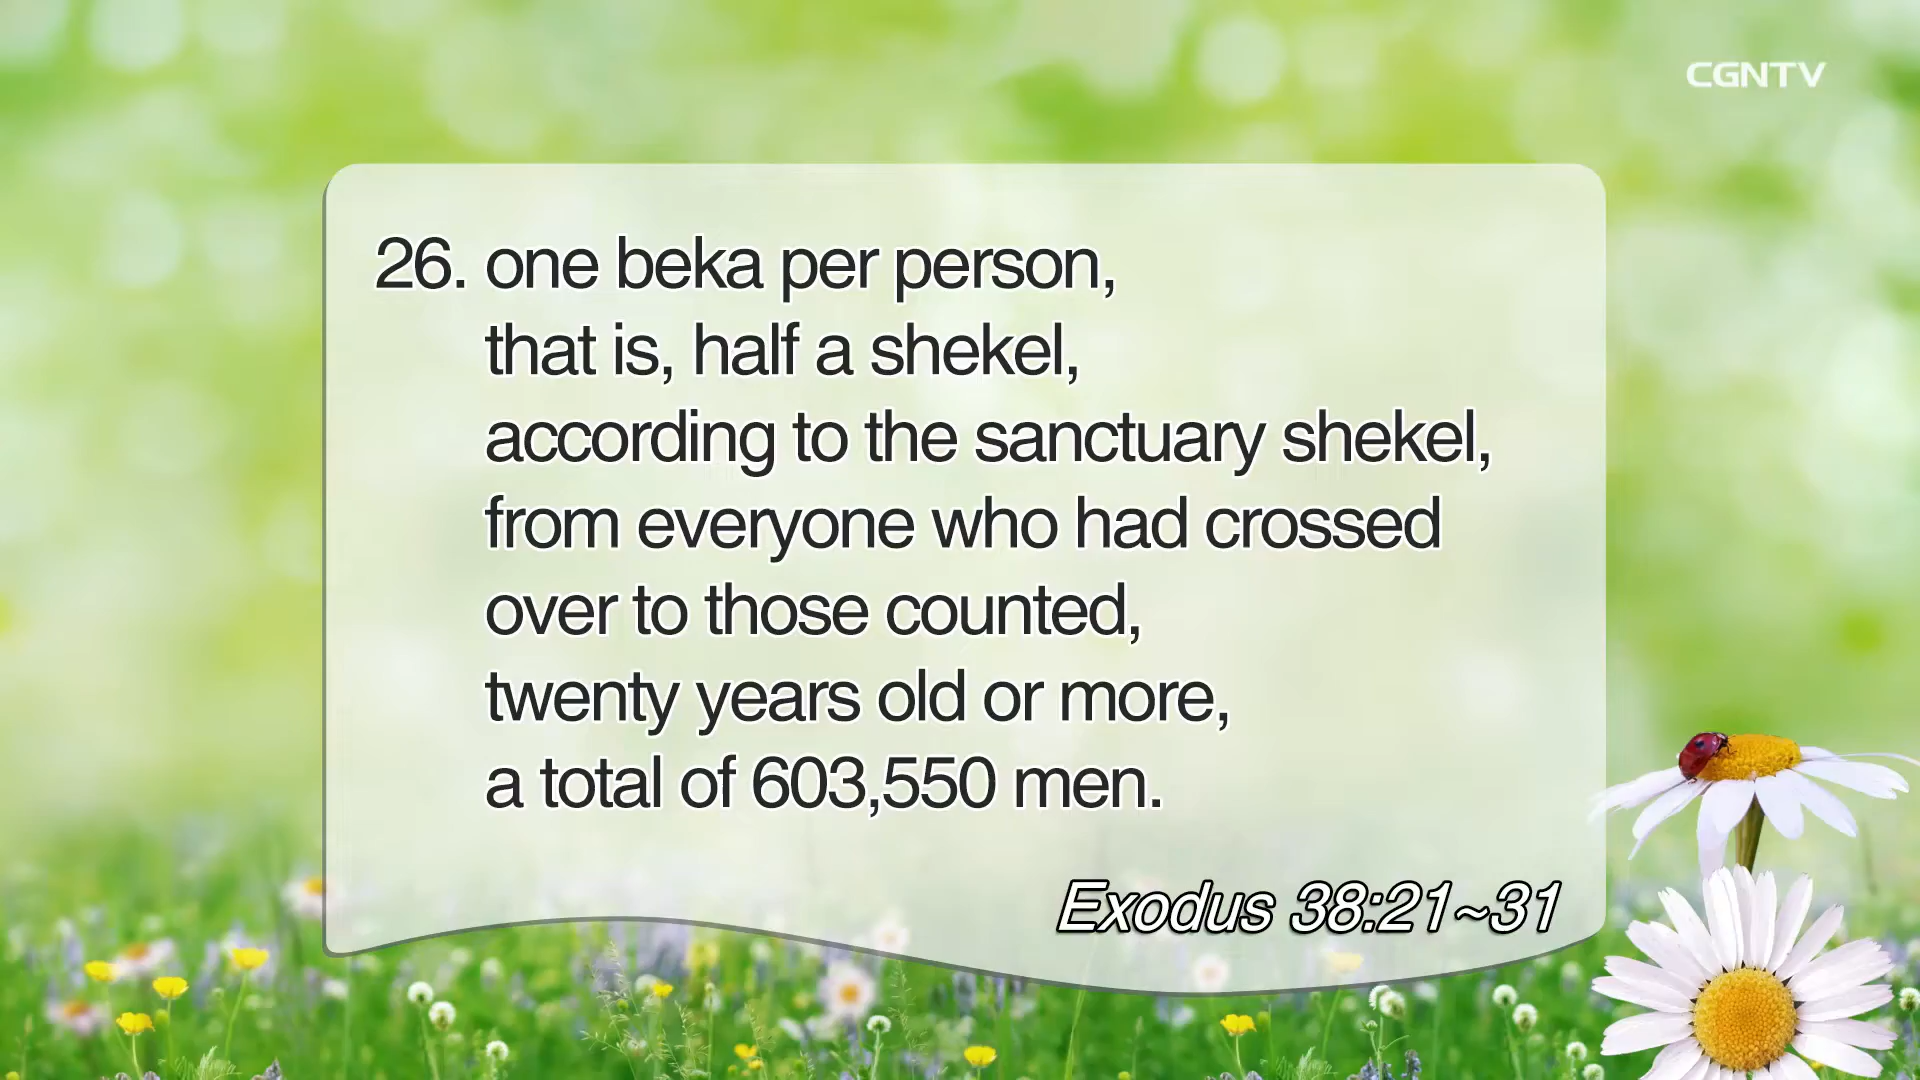 CGNTV
26. one beka per person,
that is, half a shekel,
according to the sanctuary shekel,
from everyone who had crossed
over to those counted,
twenty years old or more,
a total of 603,550 men.
Exodus 38:21~31